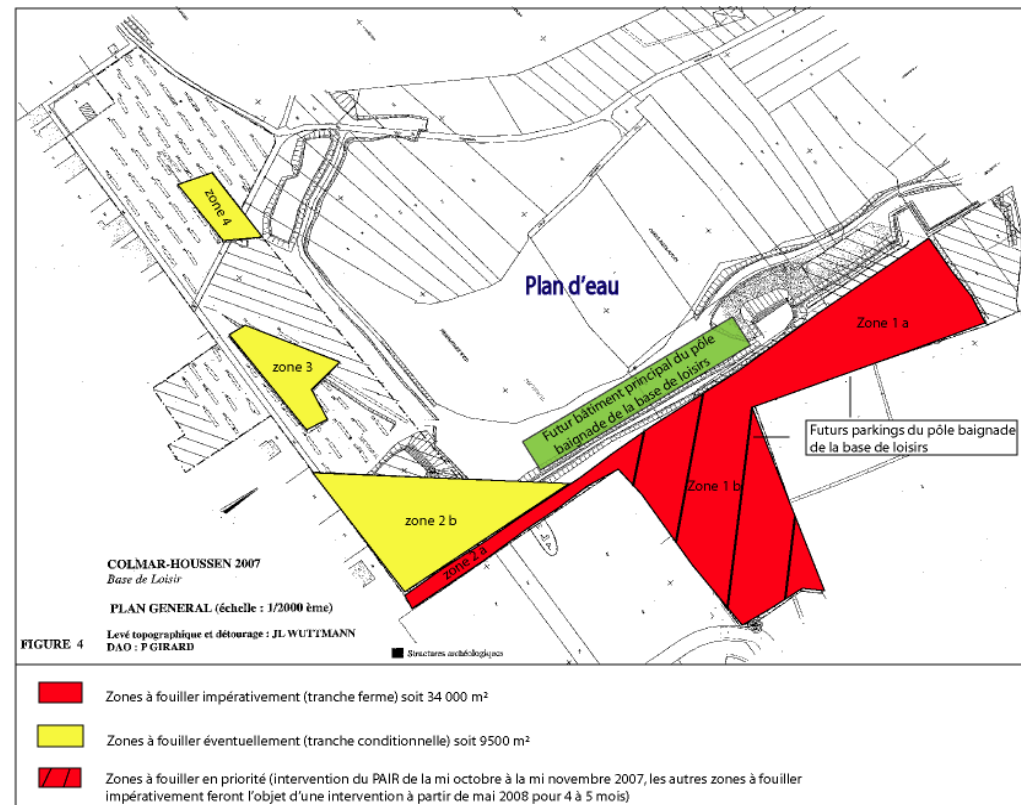 zone 4
Plan d'eau
Zone 1 a
zone 3
Futur bâtiment principal du pôle
baignade de la base de loisirs
Futurs parkings du pôle baignade
de la base de loisirs
Zone 1 b
zone 2 b
zone 2 a
COLMAR-HOUSSEN 2007
Base de Loisir
PLAN GENERAL (échelle : 1/2000 ème)
Levé topographique et détourage : JL WUTTMANN
DAO : P GIRARD
FIGURE 4
Structures archéologiques
Zones à fouiller impérativement (tranche ferme) soit 34 000 m²
Zones à fouiller éventuellement (tranche conditionnelle) soit 9500 m²
Zones à fouiller en priorité (intervention du PAIR de la mi octobre à la mi novembre 2007, les autres zones à fouiller
impérativement feront l'objet d'une intervention à partir de mai 2008 pour 4 à 5 mois)